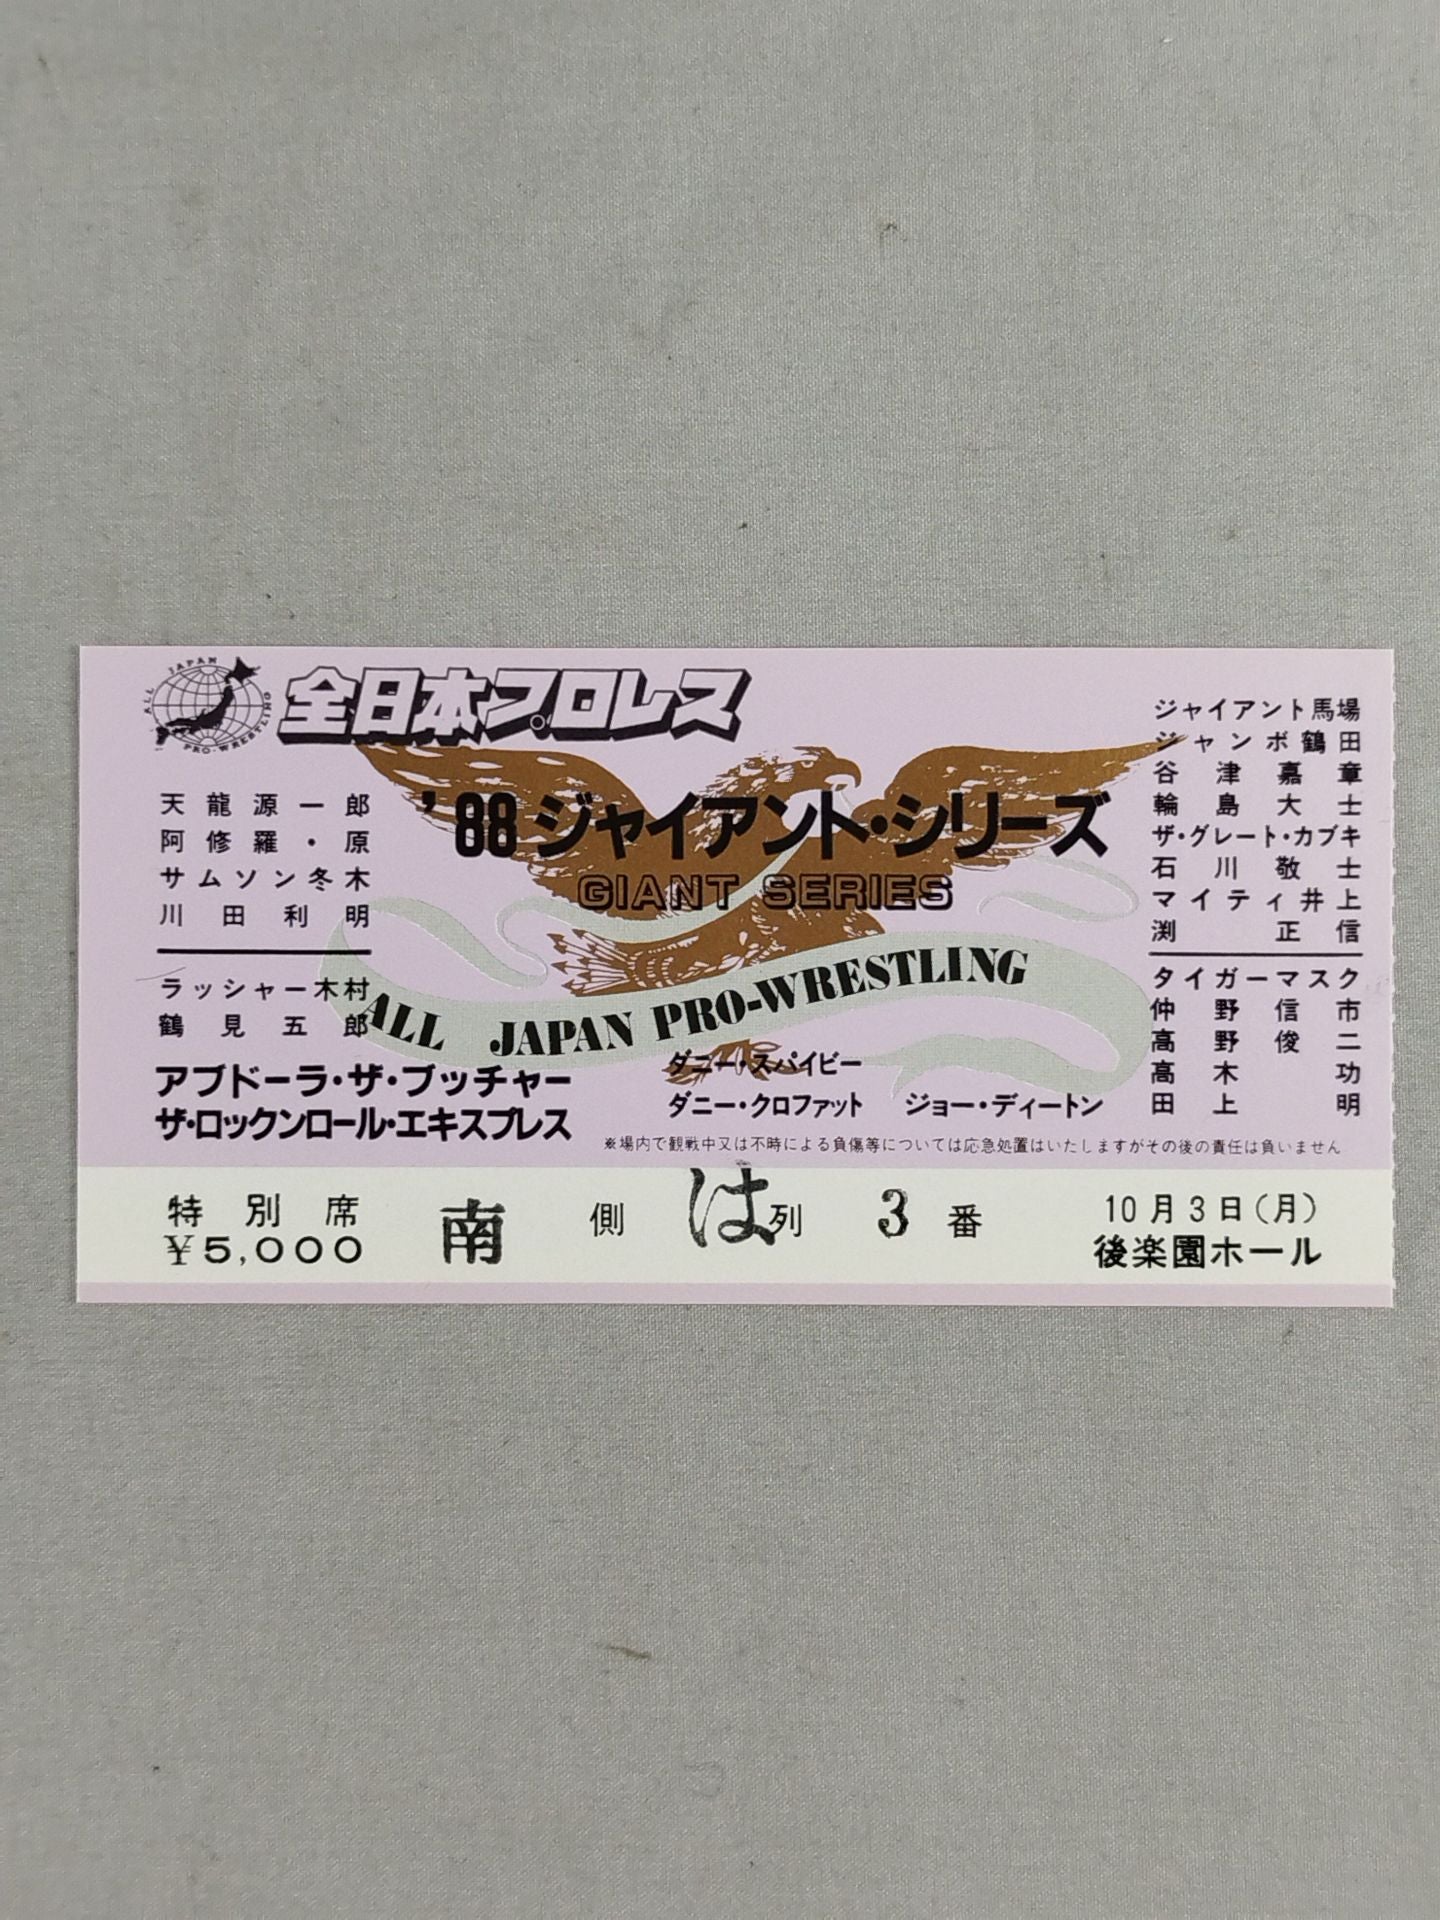 ALL JAPAN PRO-WRESTLING
全日本プロレス
'88 ジャイアント・シリーズ
GIANT SERIES
ALL JAPAN PRO-WRESTLING
天龍源一郎
阿修羅・原
サムソン冬木
川田利明
ラッシャー木村
鶴見五郎
アブドーラ・ザ・ブッチャー
ザ・ロックンロール・エキスプレス
ダニー・スパイビー
ダニー・クロファット ジョー・ディートン
ジャイアント馬場
ジャンボ鶴田
谷津嘉章
輪島大士
ザ・グレート・カブキ
石川敬士
マイティ井上
渕正信
タイガーマスク
仲野信市
高野俊二
高木功
田上明
※場内で観戦中又は不時による負傷等については応急処置はいたしますがその後の責任は負いません
特別席
¥5,000
南側 は列 3番
10月3日(月)
後楽園ホール